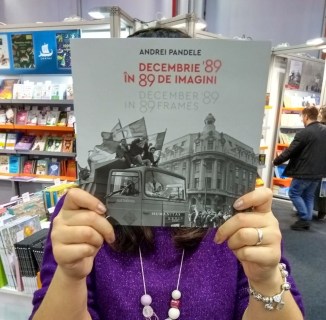 ANDREI PANDELE
DECEMBRIE '89
ÎN 89 DE IMAGINI
DECEMBER '89
IN 89 FRAMES